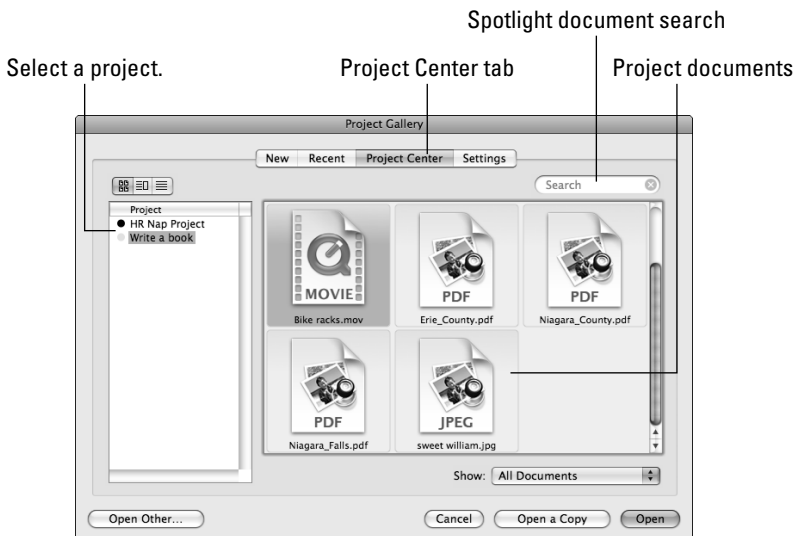 Spotlight document search
Select a project.
Project Center tab
Project documents
Project Gallery
New Recent Project Center Settings
Search
Project
HR Nap Project
Write a book
MOVIE
Bike racks.mov
PDF
Erie_County.pdf
PDF
Niagara_County.pdf
PDF
Niagara_Falls.pdf
JPEG
sweet william.jpg
Show: All Documents
Open Other... Cancel Open a Copy Open